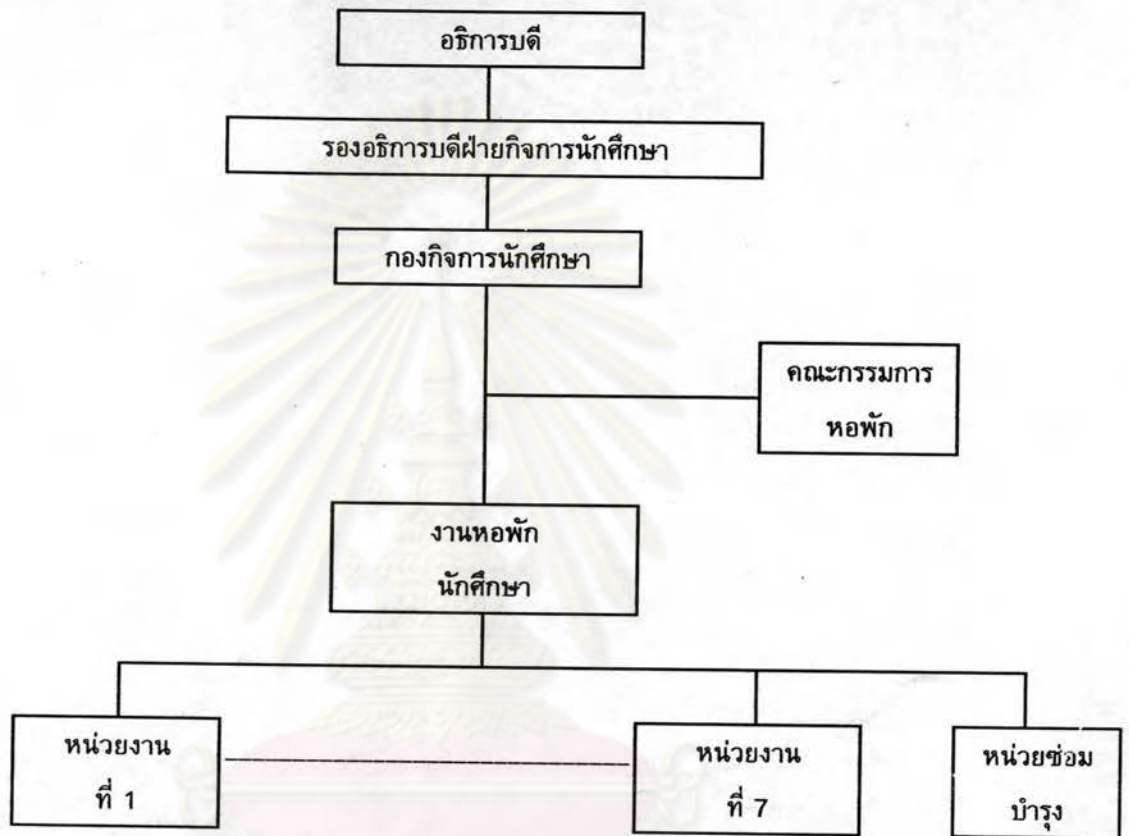 อธิการบดี
รองอธิการบดีฝ่ายกิจการนักศึกษา
กองกิจการนักศึกษา
คณะกรรมการ
หอพัก
งานหอพัก
นักศึกษา
หน่วยงาน
ที่ 1
หน่วยงาน
ที่ 7
หน่วยซ่อม
บำรุง